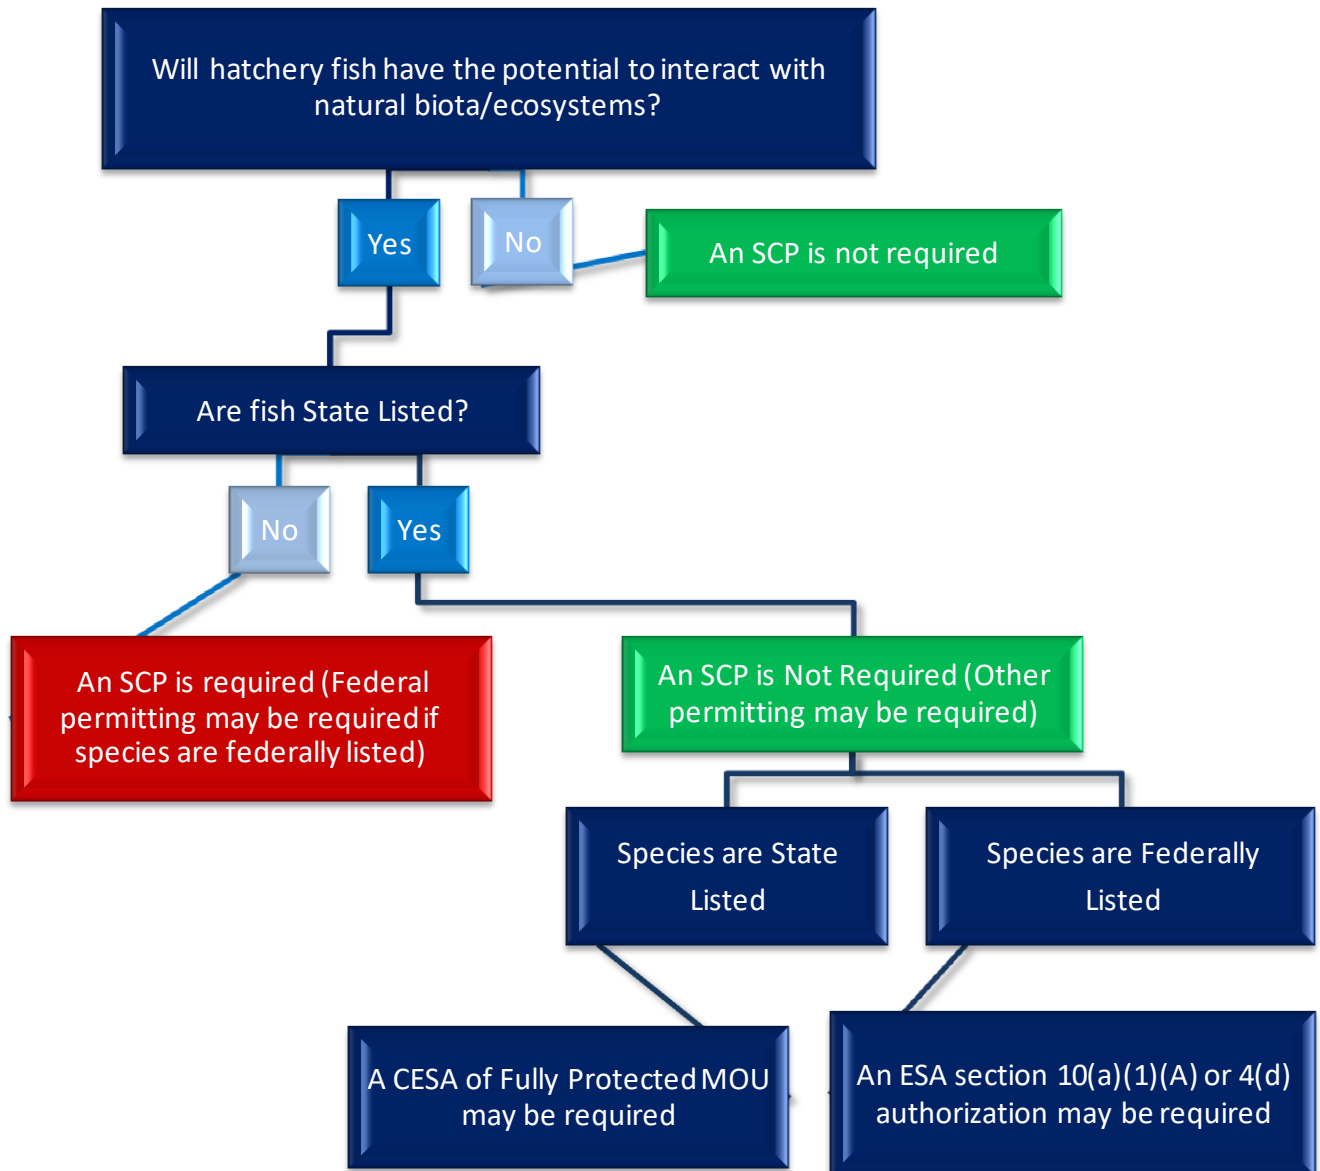 Will hatchery fish have the potential to interact with
natural biota/ecosystems?
Yes
No
An SCP is not required
Are fish State Listed?
No
Yes
An SCP is required (Federal
permitting may be required if
species are federally listed)
An SCP is Not Required (Other
permitting may be required)
Species are State
Listed
Species are Federally
Listed
A CESA of Fully Protected MOU
may be required
An ESA section 10(a)(1)(A) or 4(d)
authorization may be required